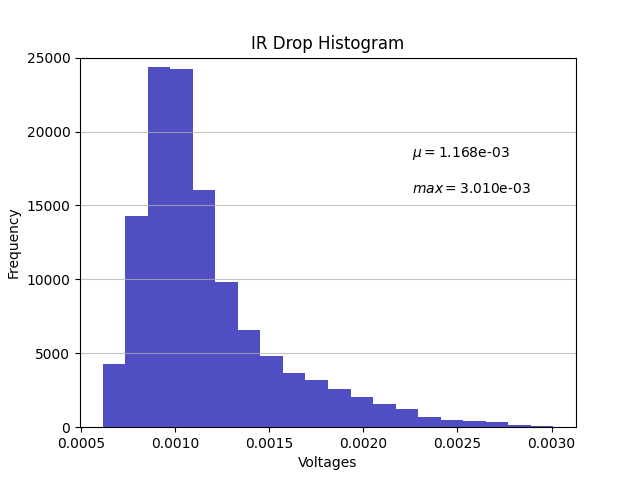 IR Drop Histogram
25000
20000
15000
10000
5000
0
Frequency
μ = 1.168e-03
max = 3.010e-03
0.0005 0.0010 0.0015 0.0020 0.0025 0.0030
Voltages